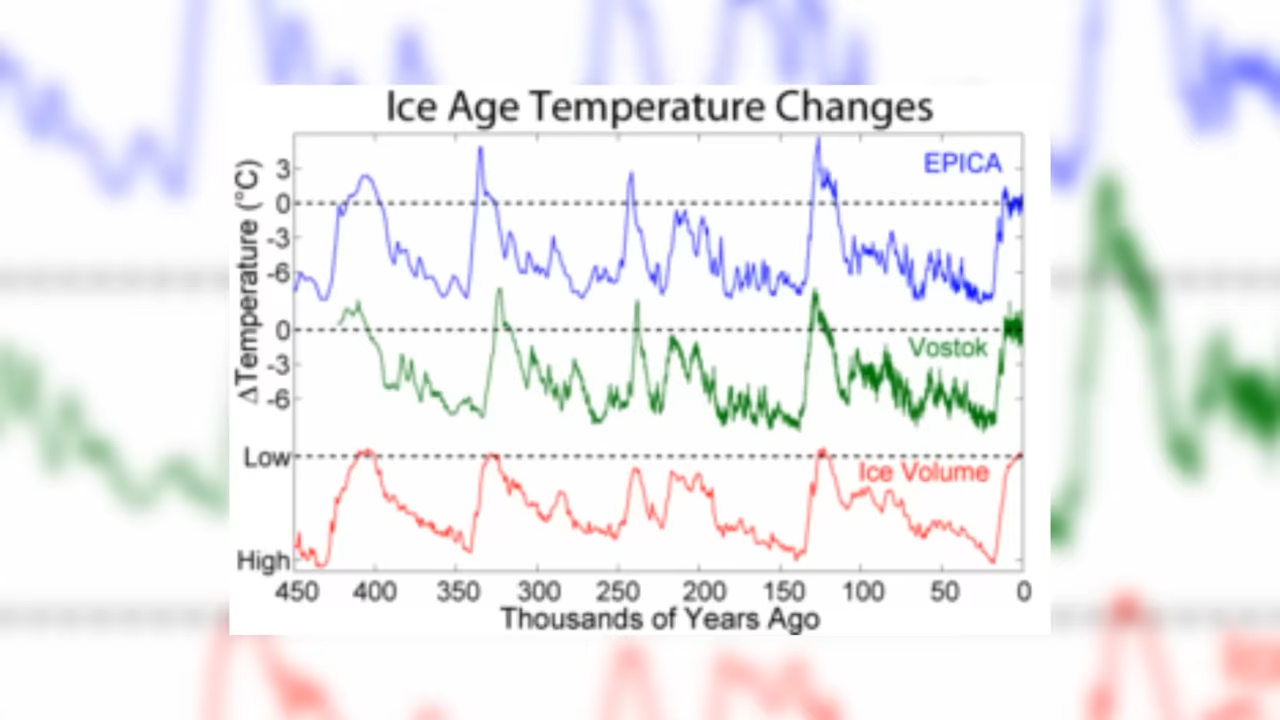 Ice Age Temperature Changes
EPICA
3
0
-3
-6
ΔTemperature (°C)
0
Vostok
-3
-6
Low
Ice Volume
High
450 400 350 300 250 200 150 100 50 0
Thousands of Years Ago